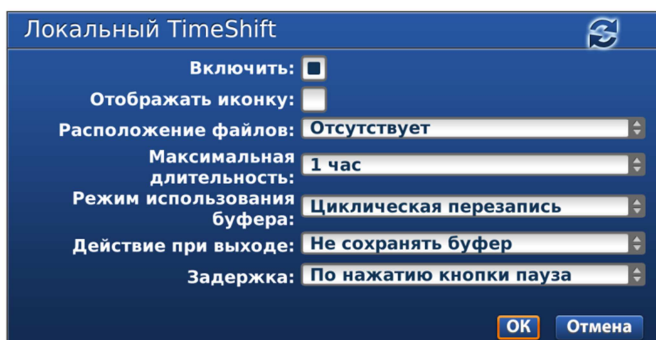 Локальный TimeShift
Включить:
Отображать иконку:
Расположение файлов: Отсутствует
Максимальная
длительность: 1 час
Режим использования
буфера: Циклическая перезапись
Действие при выходе: Не сохранять буфер
Задержка: По нажатию кнопки пауза
ОК Отмена